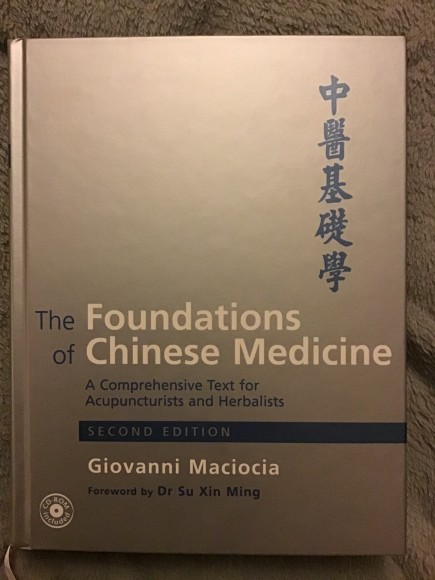 中醫基礎學
The Foundations
of Chinese Medicine
A Comprehensive Text for
Acupuncturists and Herbalists
SECOND EDITION
Giovanni Maciocia
Foreword by Dr Su Xin Ming
CD-ROM
included